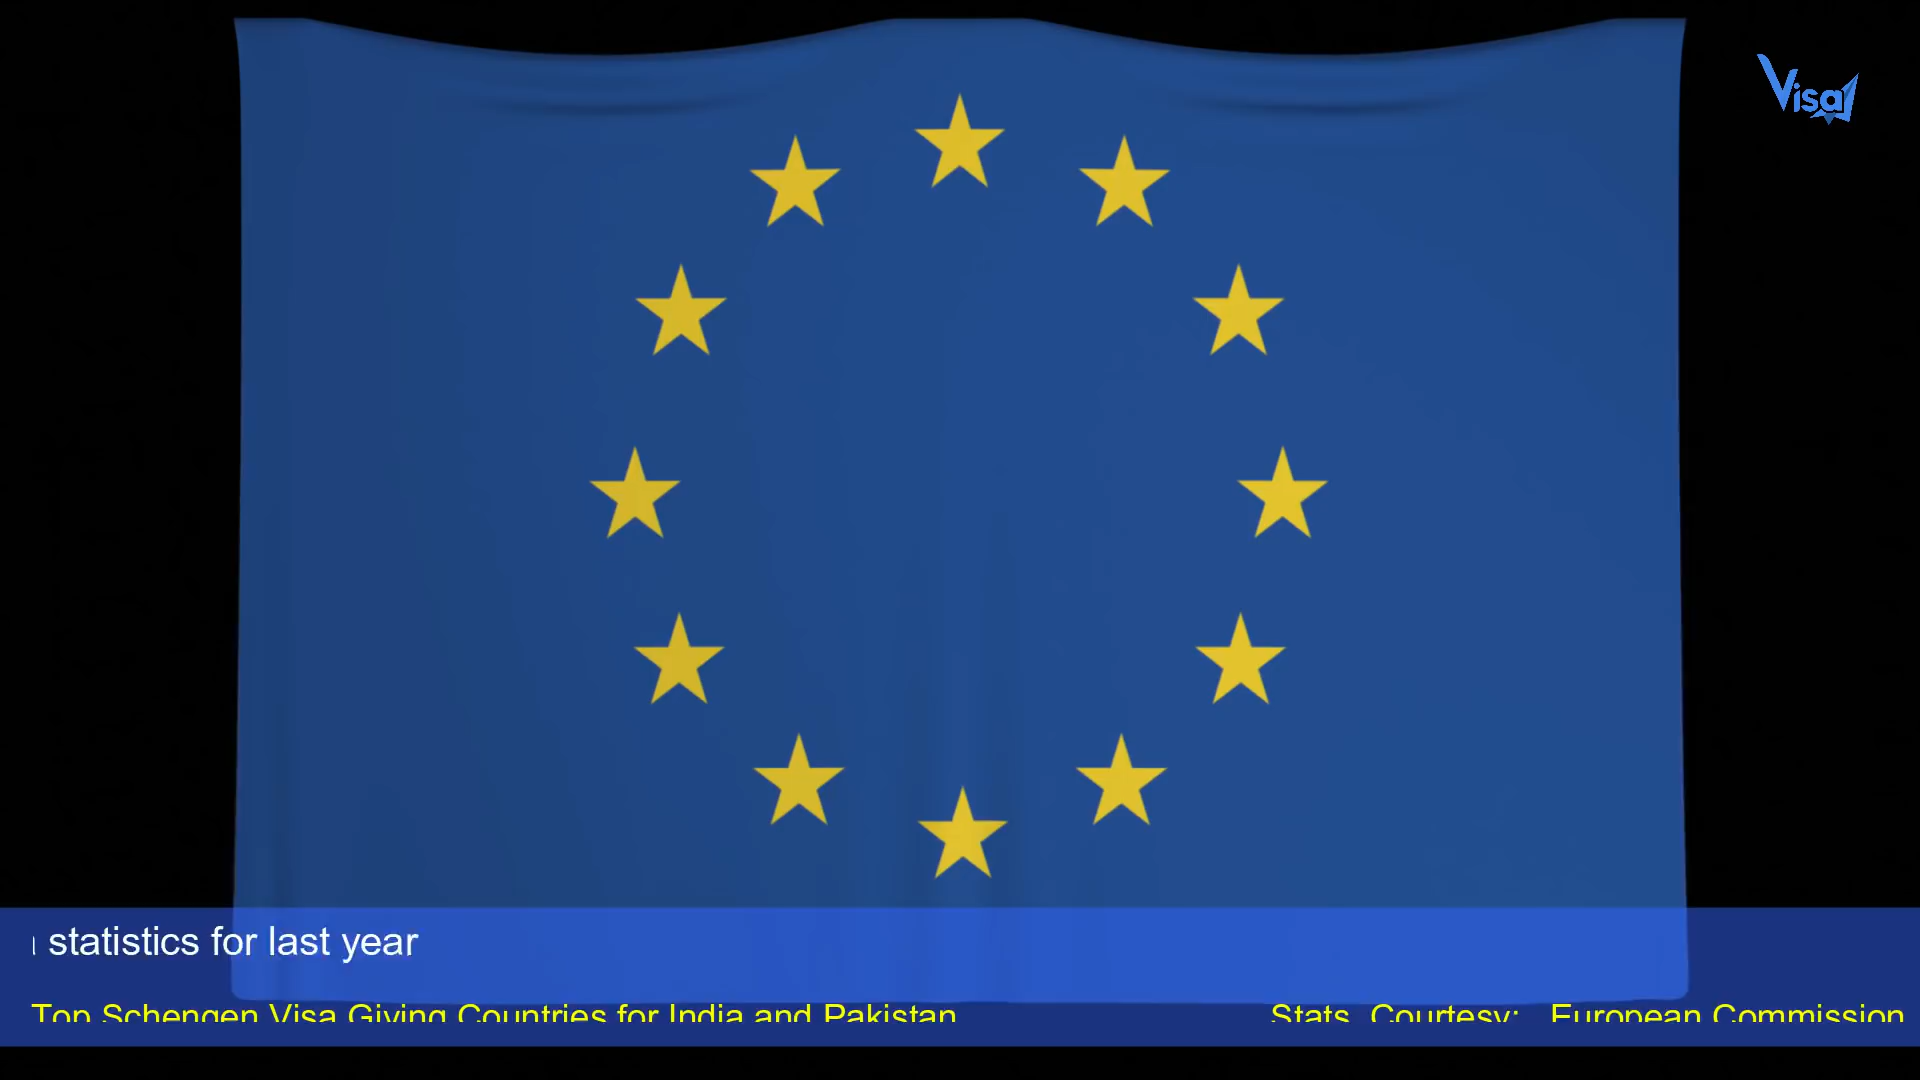 Visa
statistics for last year
Top Schengen Visa Giving Countries for India and Pakistan
Stats. Courtesy: European Commission